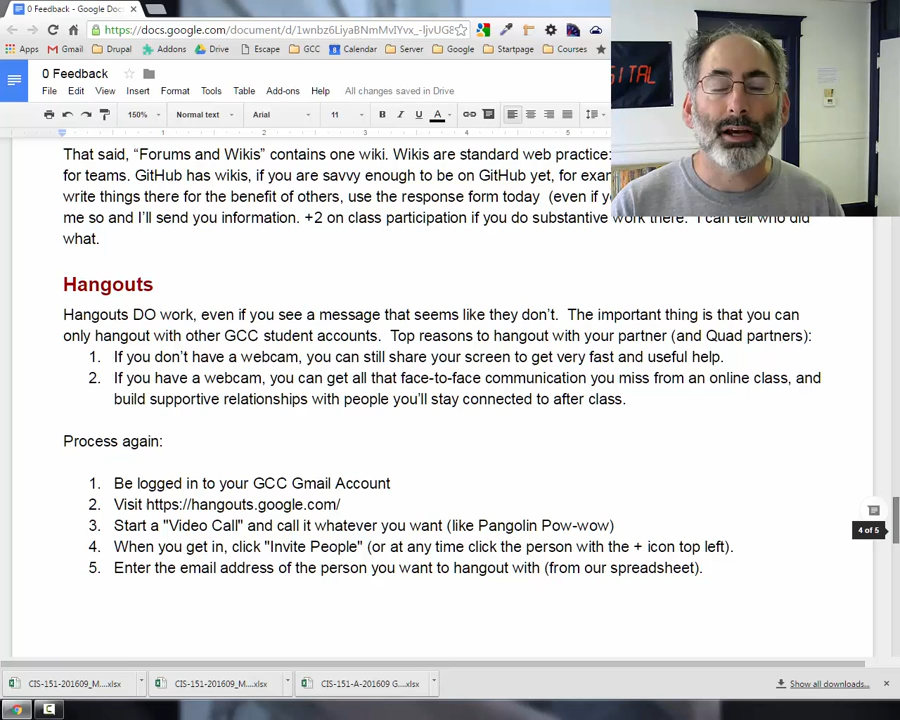 0 Feedback - Google Docs
https://docs.google.com/document/d/1wnbz6LiyaBNmMvIYvx_-ljvUG8
Apps Gmail Drupal Addons Drive Escape GCC Calendar Server Google Startpage Courses
0 Feedback
File Edit View Insert Format Tools Table Add-ons Help All changes saved in Drive
150% Normal text Arial 11 B I U A
5
That said, “Forums and Wikis” contains one wiki. Wikis are standard web practice:
for teams. GitHub has wikis, if you are savvy enough to be on GitHub yet, for exam
write things there for the benefit of others, use the response form today (even if yo
me so and I’ll send you information. +2 on class participation if you do substantive work there. I can tell who did
what.
Hangouts
Hangouts DO work, even if you see a message that seems like they don’t. The important thing is that you can
only hangout with other GCC student accounts. Top reasons to hangout with your partner (and Quad partners):
1. If you don’t have a webcam, you can still share your screen to get very fast and useful help.
2. If you have a webcam, you can get all that face-to-face communication you miss from an online class, and
build supportive relationships with people you’ll stay connected to after class.
Process again:
1. Be logged in to your GCC Gmail Account
2. Visit https://hangouts.google.com/
3. Start a "Video Call" and call it whatever you want (like Pangolin Pow-wow)
4. When you get in, click "Invite People" (or at any time click the person with the + icon top left).
5. Enter the email address of the person you want to hangout with (from our spreadsheet).
4 of 5
CIS-151-201609_M....xlsx CIS-151-201609_M....xlsx CIS-151-A-201609 G....xlsx Show all downloads...